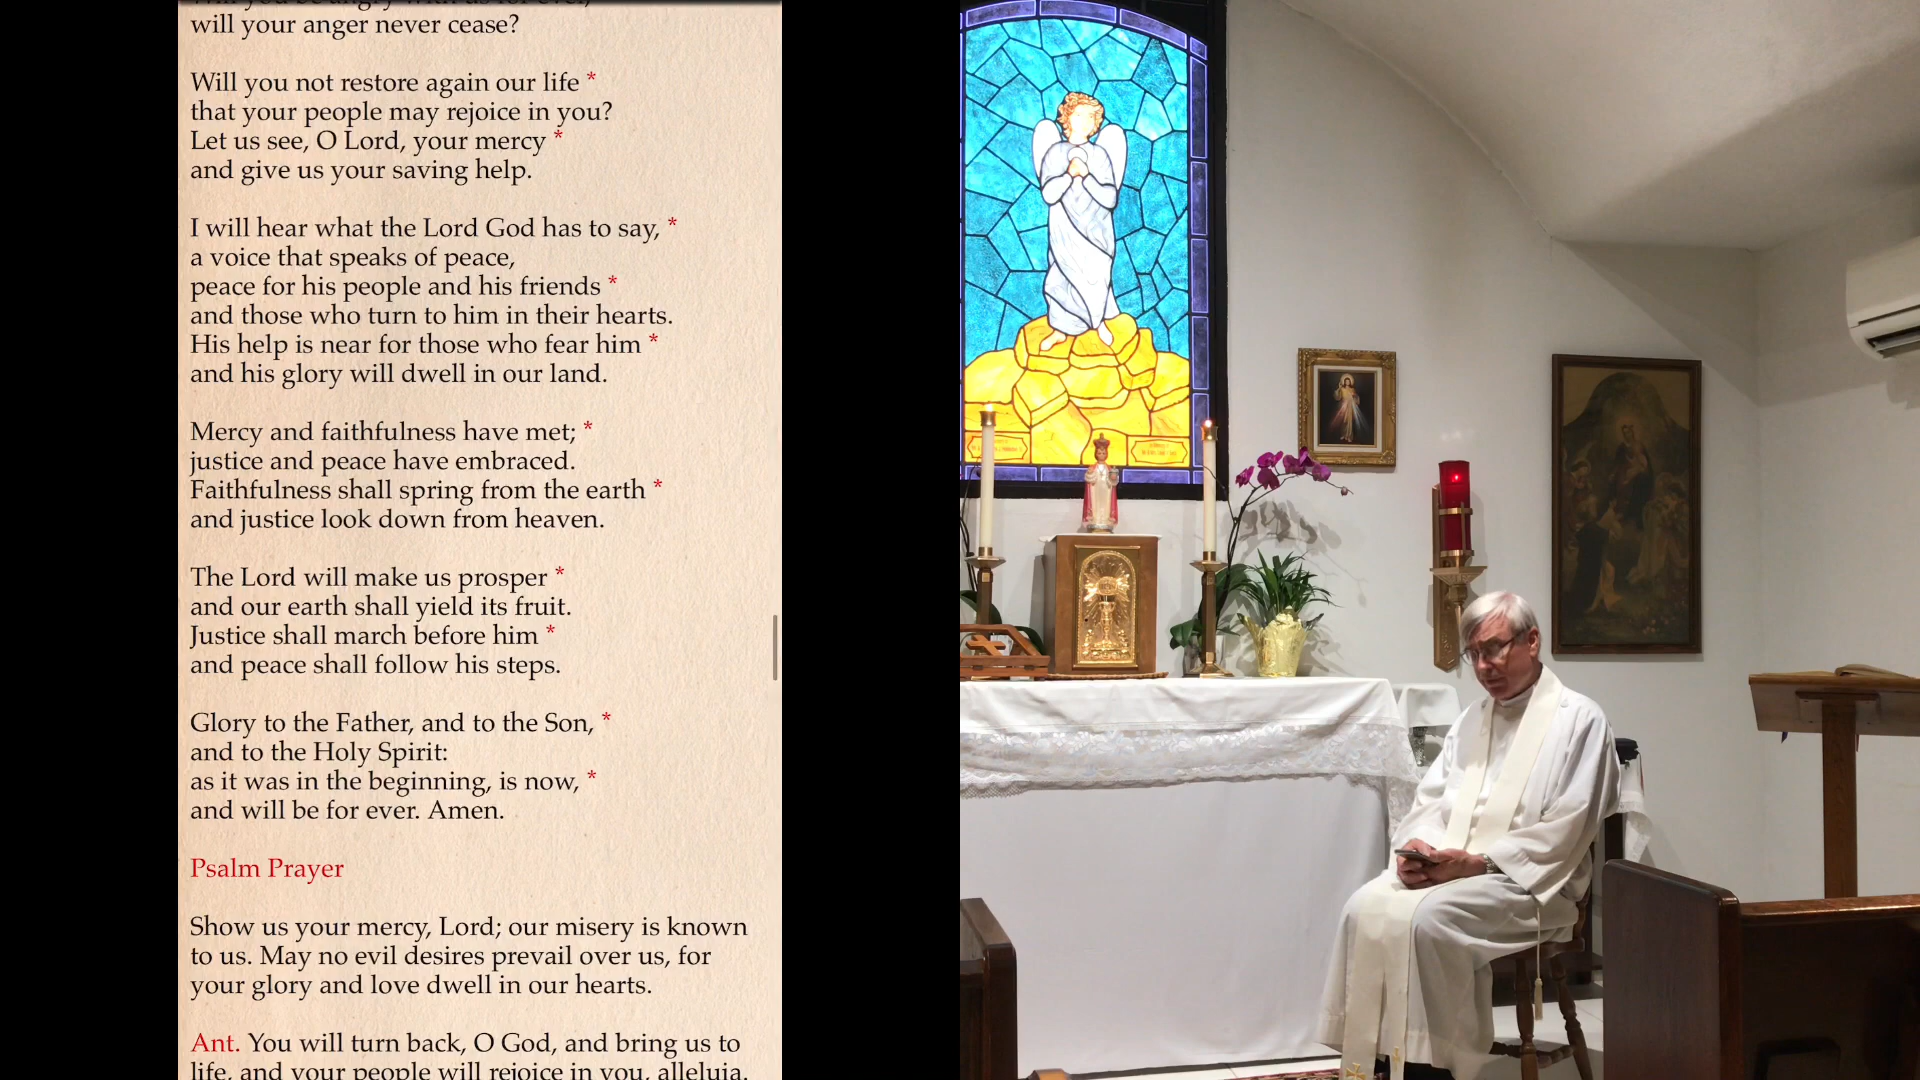 will your anger never cease?
Will you not restore again our life *
that your people may rejoice in you?
Let us see, O Lord, your mercy *
and give us your saving help.
I will hear what the Lord God has to say, *
a voice that speaks of peace,
peace for his people and his friends *
and those who turn to him in their hearts.
His help is near for those who fear him *
and his glory will dwell in our land.
Mercy and faithfulness have met; *
justice and peace have embraced.
Faithfulness shall spring from the earth *
and justice look down from heaven.
The Lord will make us prosper *
and our earth shall yield its fruit.
Justice shall march before him *
and peace shall follow his steps.
Glory to the Father, and to the Son, *
and to the Holy Spirit:
as it was in the beginning, is now, *
and will be for ever. Amen.
Psalm Prayer
Show us your mercy, Lord; our misery is known
to us. May no evil desires prevail over us, for
your glory and love dwell in our hearts.
Ant. You will turn back, O God, and bring us to
life, and your people will rejoice in you, alleluia.